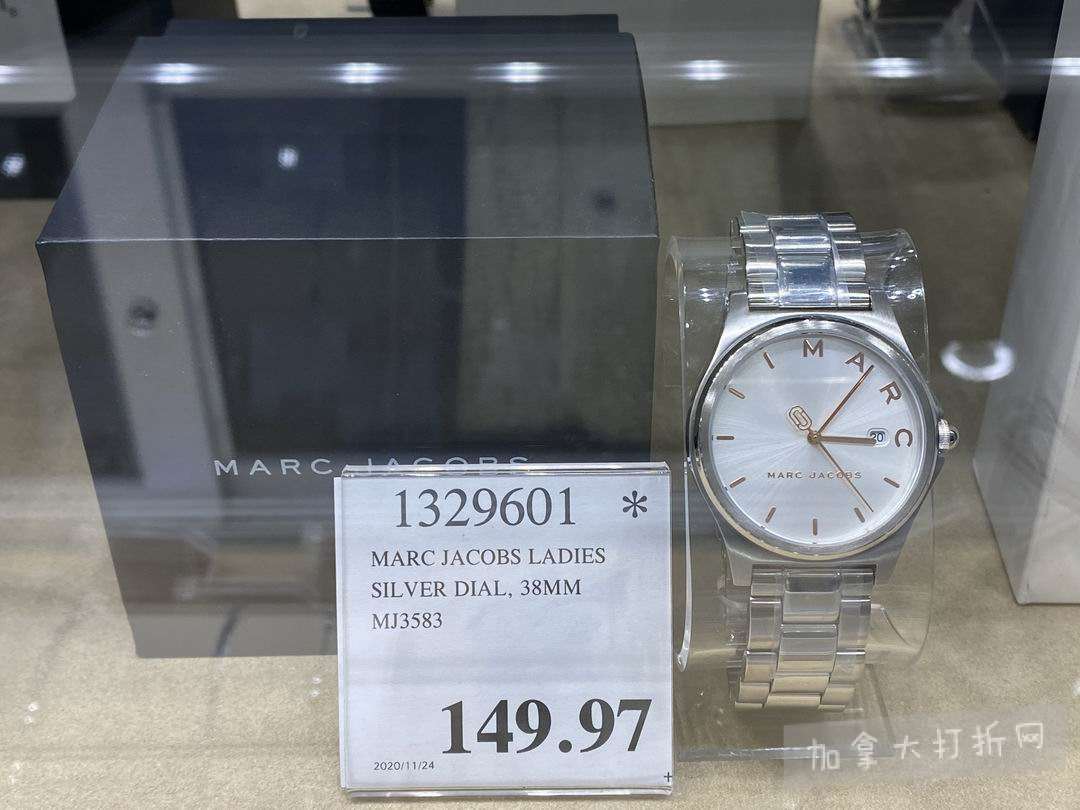 MARC JACOBS
MARC
20
MARC JACOBS
1329601 *
MARC JACOBS LADIES
SILVER DIAL, 38MM
MJ3583
149.97
2020/11/24
+
加拿大打折网